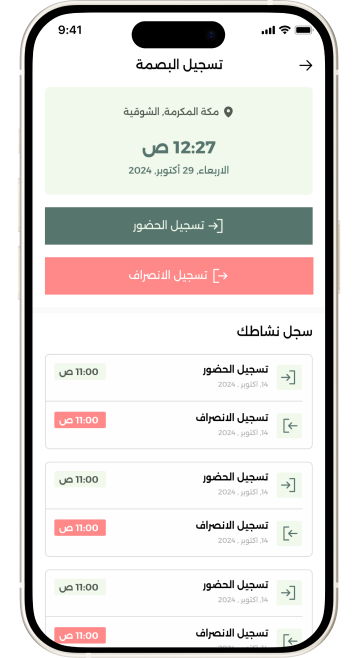 9:41
تسجيل البصمة
مكة المكرمة, الشوقية
12:27 ص
الاربعاء, 29 أكتوبر, 2024
تسجيل الحضور
تسجيل الانصراف
سجل نشاطك
تسجيل الحضور
11:00 ص
14, اكتوبر , 2024
تسجيل الانصراف
11:00 ص
14, اكتوبر , 2024
تسجيل الحضور
11:00 ص
14, اكتوبر , 2024
تسجيل الانصراف
11:00 ص
14, اكتوبر , 2024
تسجيل الحضور
11:00 ص
14, اكتوبر , 2024
تسجيل الانصراف
11:00 ص